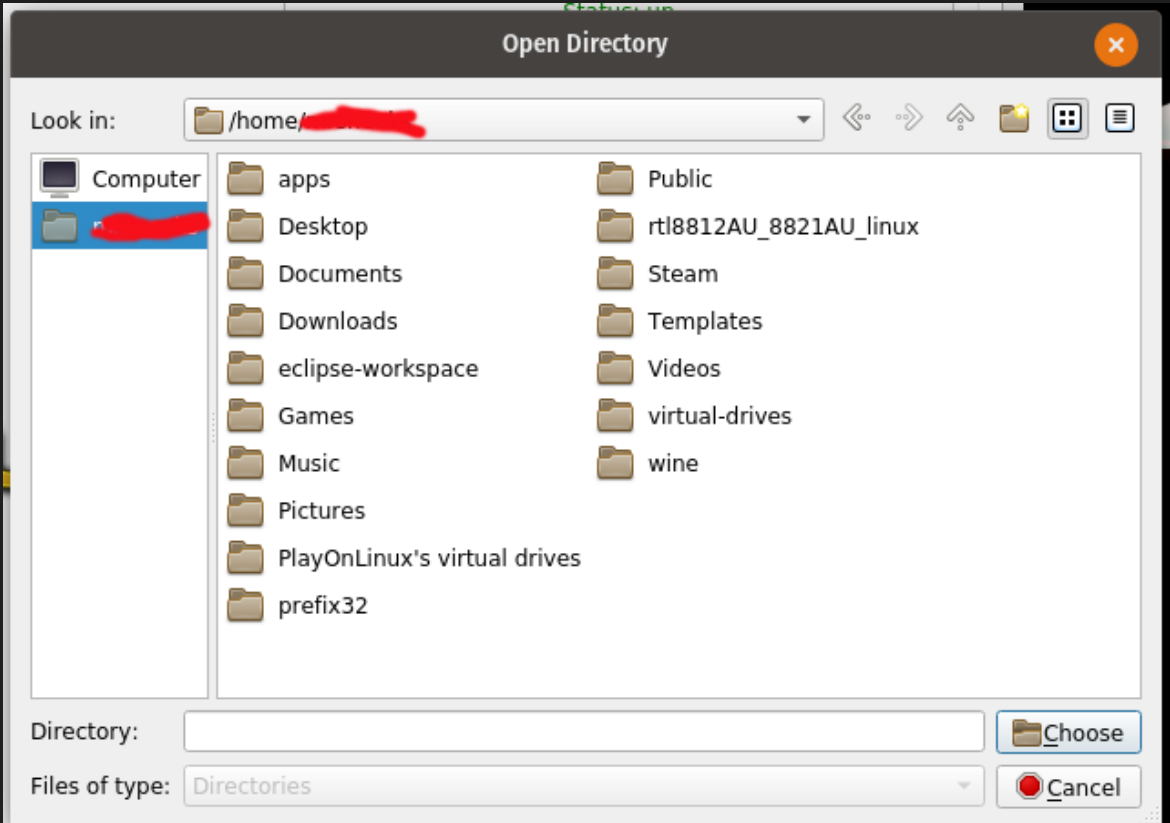 Status: up
Open Directory
Look in:
/home/
Computer
apps
Desktop
Documents
Downloads
eclipse-workspace
Games
Music
Pictures
PlayOnLinux's virtual drives
prefix32
Public
rtl8812AU_8821AU_linux
Steam
Templates
Videos
virtual-drives
wine
Directory:
Choose
Files of type:
Directories
Cancel